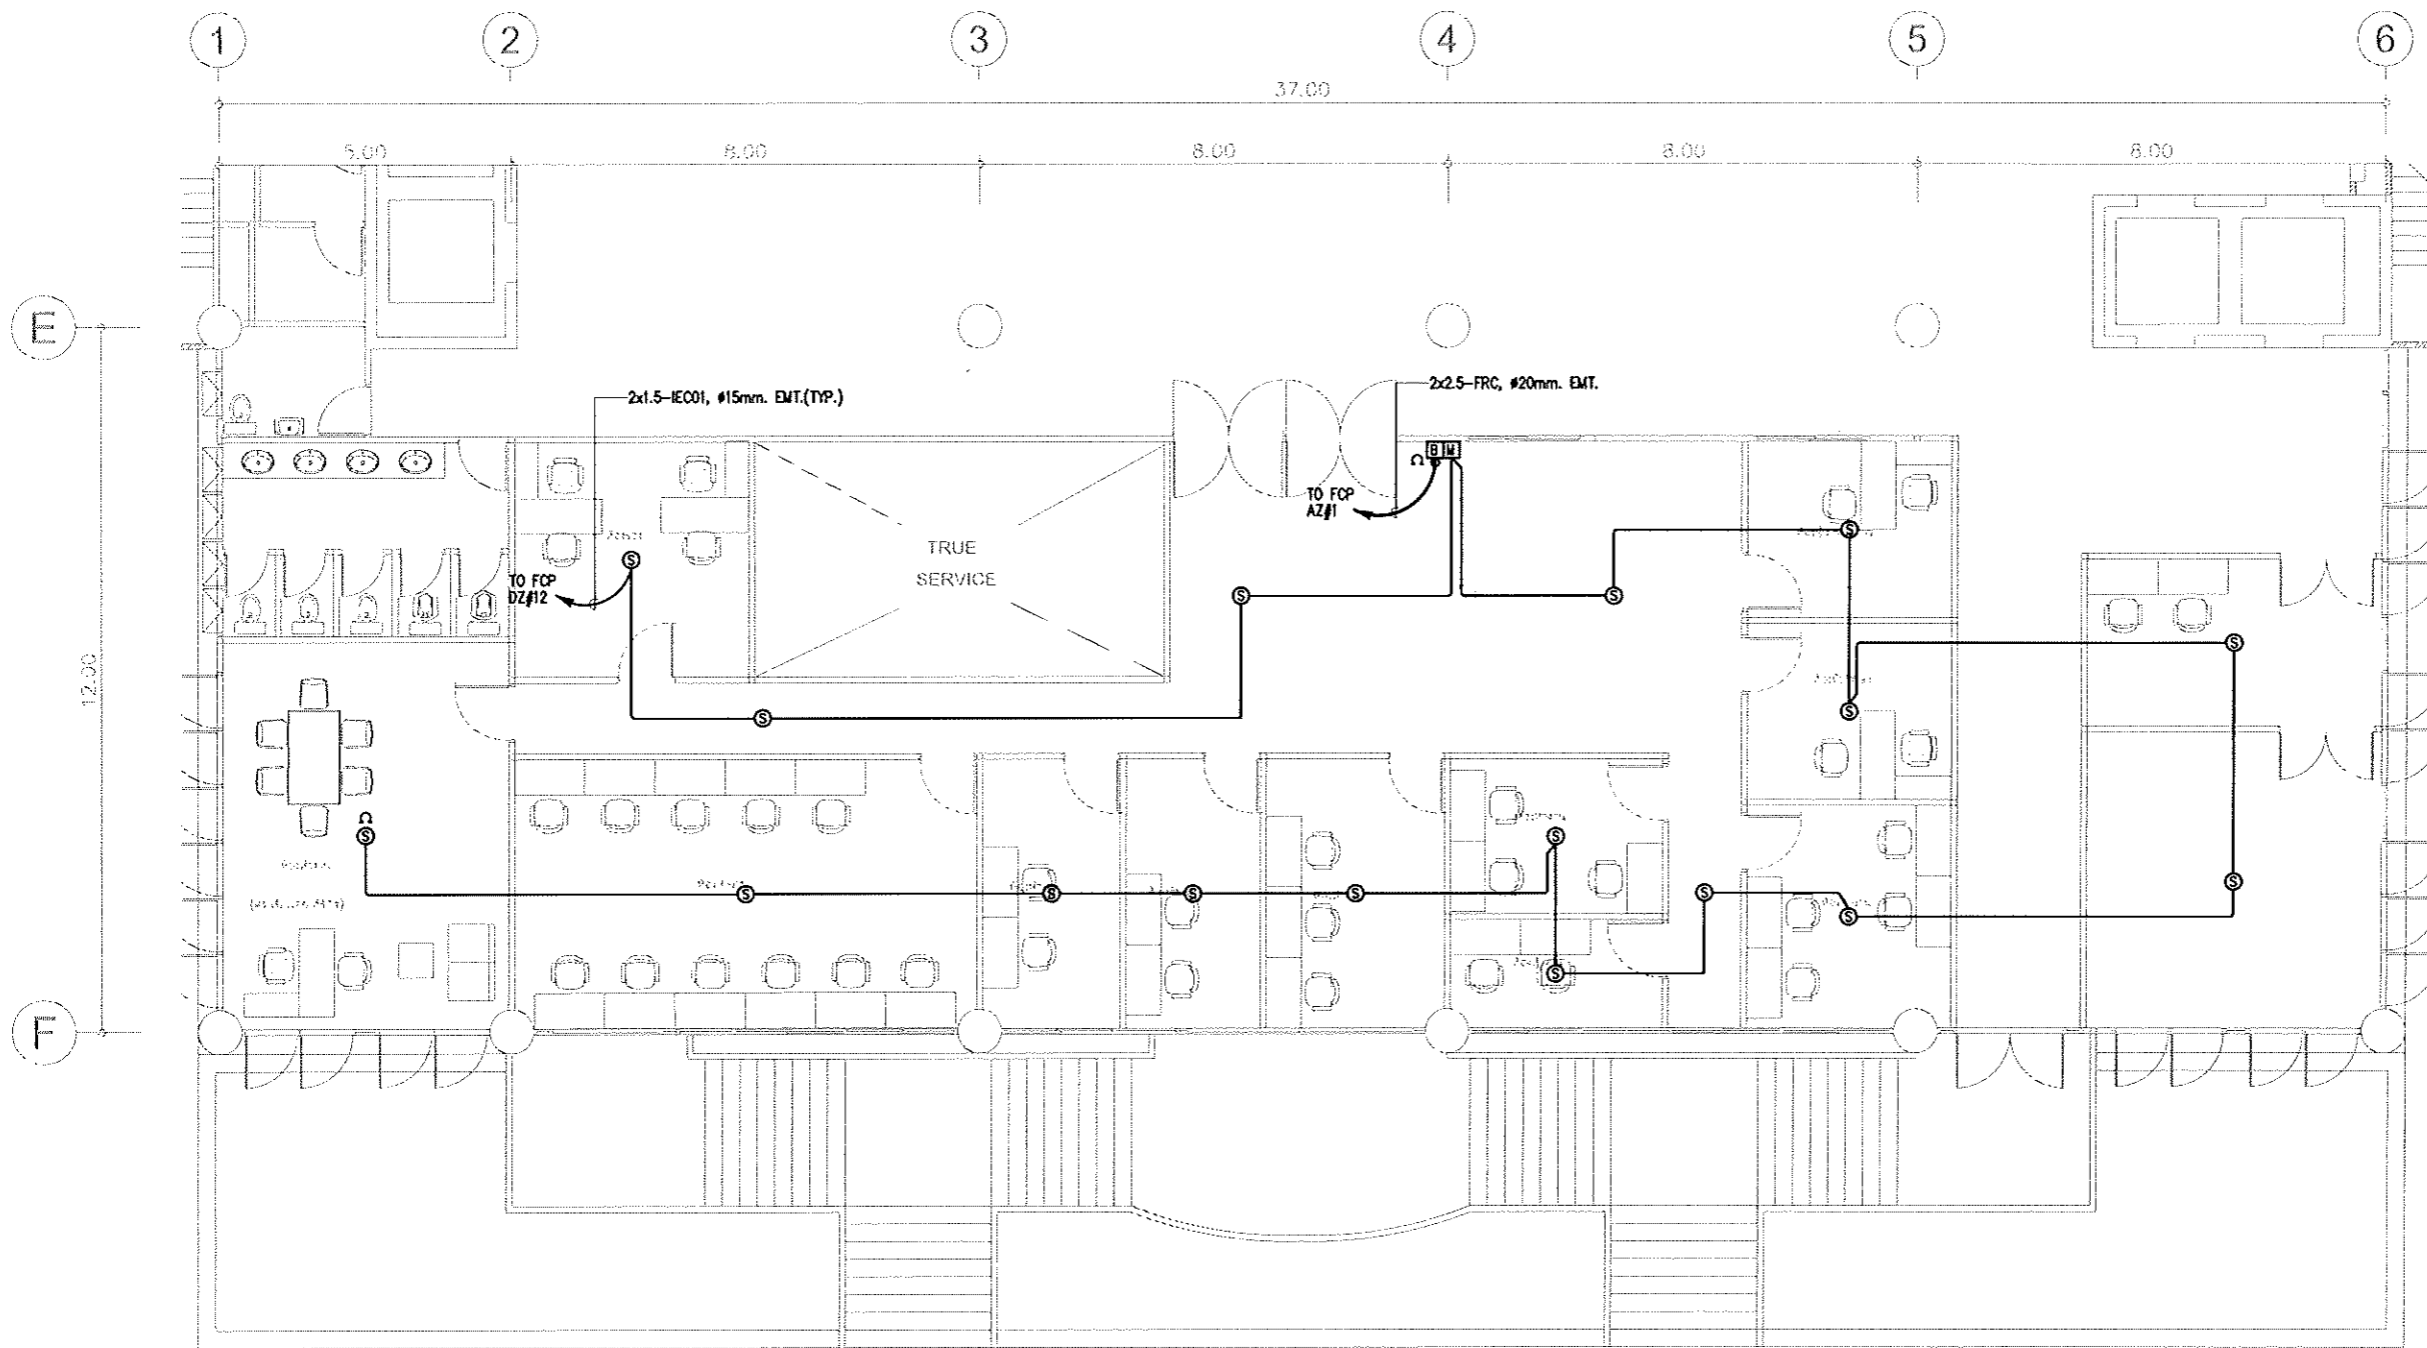 1 2 3 4 5 6
37.00
5.00 8.00 8.00 8.00 8.00
E
2x1.5-IEC01, ø15mm. EMT.(TYP.)
2x2.5-FRC, ø20mm. EMT.
B M
Ω
TO FCP
AZ#1
S
TRUE
SERVICE
S
TO FCP
DZ#12
S S
S
12.00
S
S
Ω
S S
S
S S S S S
S
S
F